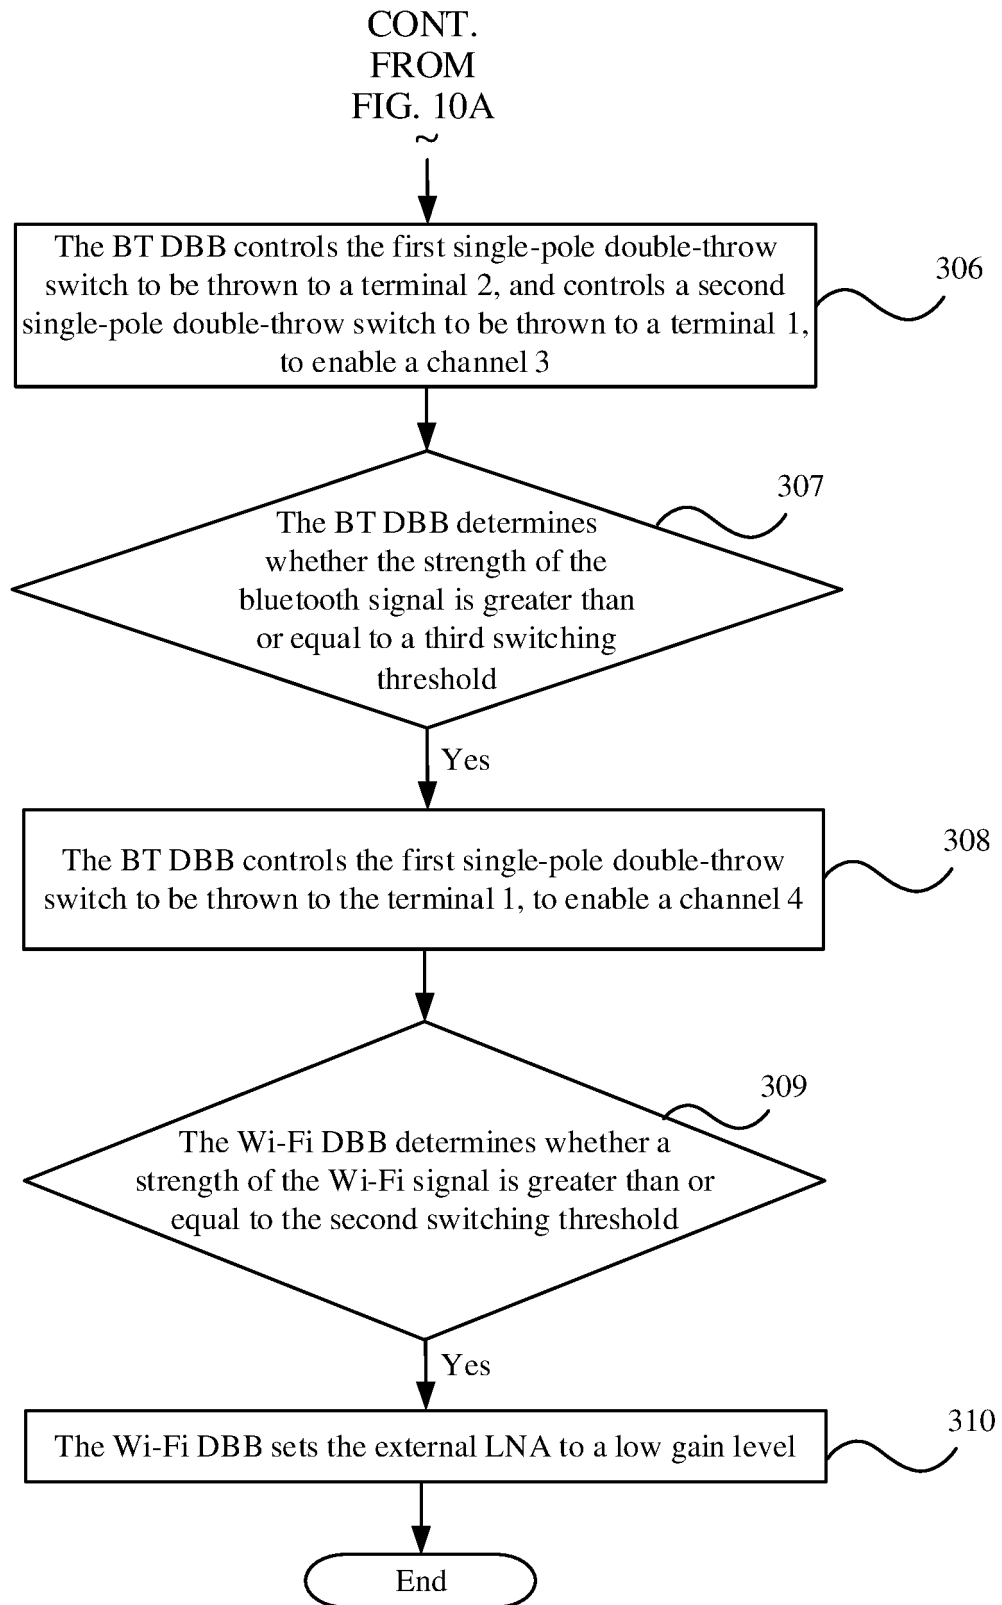 CONT.
FROM
FIG. 10A
~
The BT DBB controls the first single-pole double-throw
switch to be thrown to a terminal 2, and controls a second
single-pole double-throw switch to be thrown to a terminal 1,
to enable a channel 3
306
307
The BT DBB determines
whether the strength of the
bluetooth signal is greater than
or equal to a third switching
threshold
Yes
The BT DBB controls the first single-pole double-throw
switch to be thrown to the terminal 1, to enable a channel 4
308
309
The Wi-Fi DBB determines whether a
strength of the Wi-Fi signal is greater than or
equal to the second switching threshold
Yes
The Wi-Fi DBB sets the external LNA to a low gain level
310
End